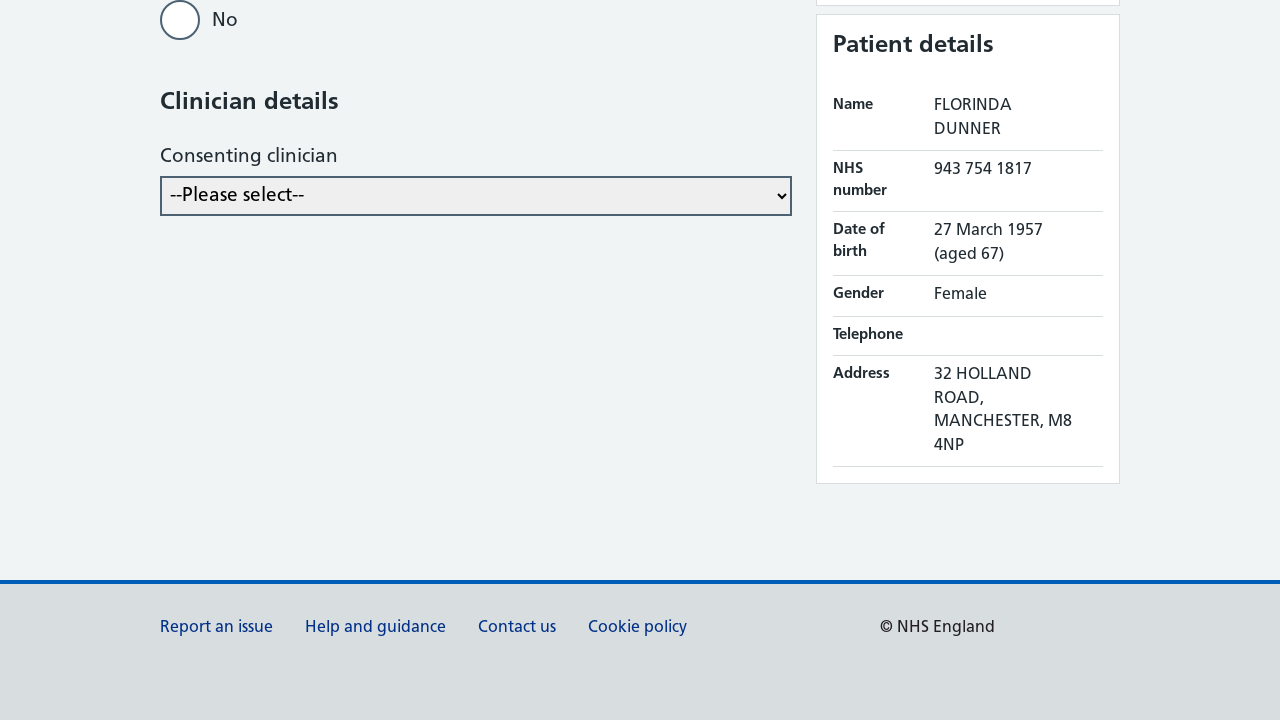 No
Clinician details
Consenting clinician
--Please select--
Patient details
Name FLORINDA
DUNNER
NHS
number 943 754 1817
Date of
birth 27 March 1957
(aged 67)
Gender Female
Telephone
Address 32 HOLLAND
ROAD,
MANCHESTER, M8
4NP
Report an issue Help and guidance Contact us Cookie policy © NHS England